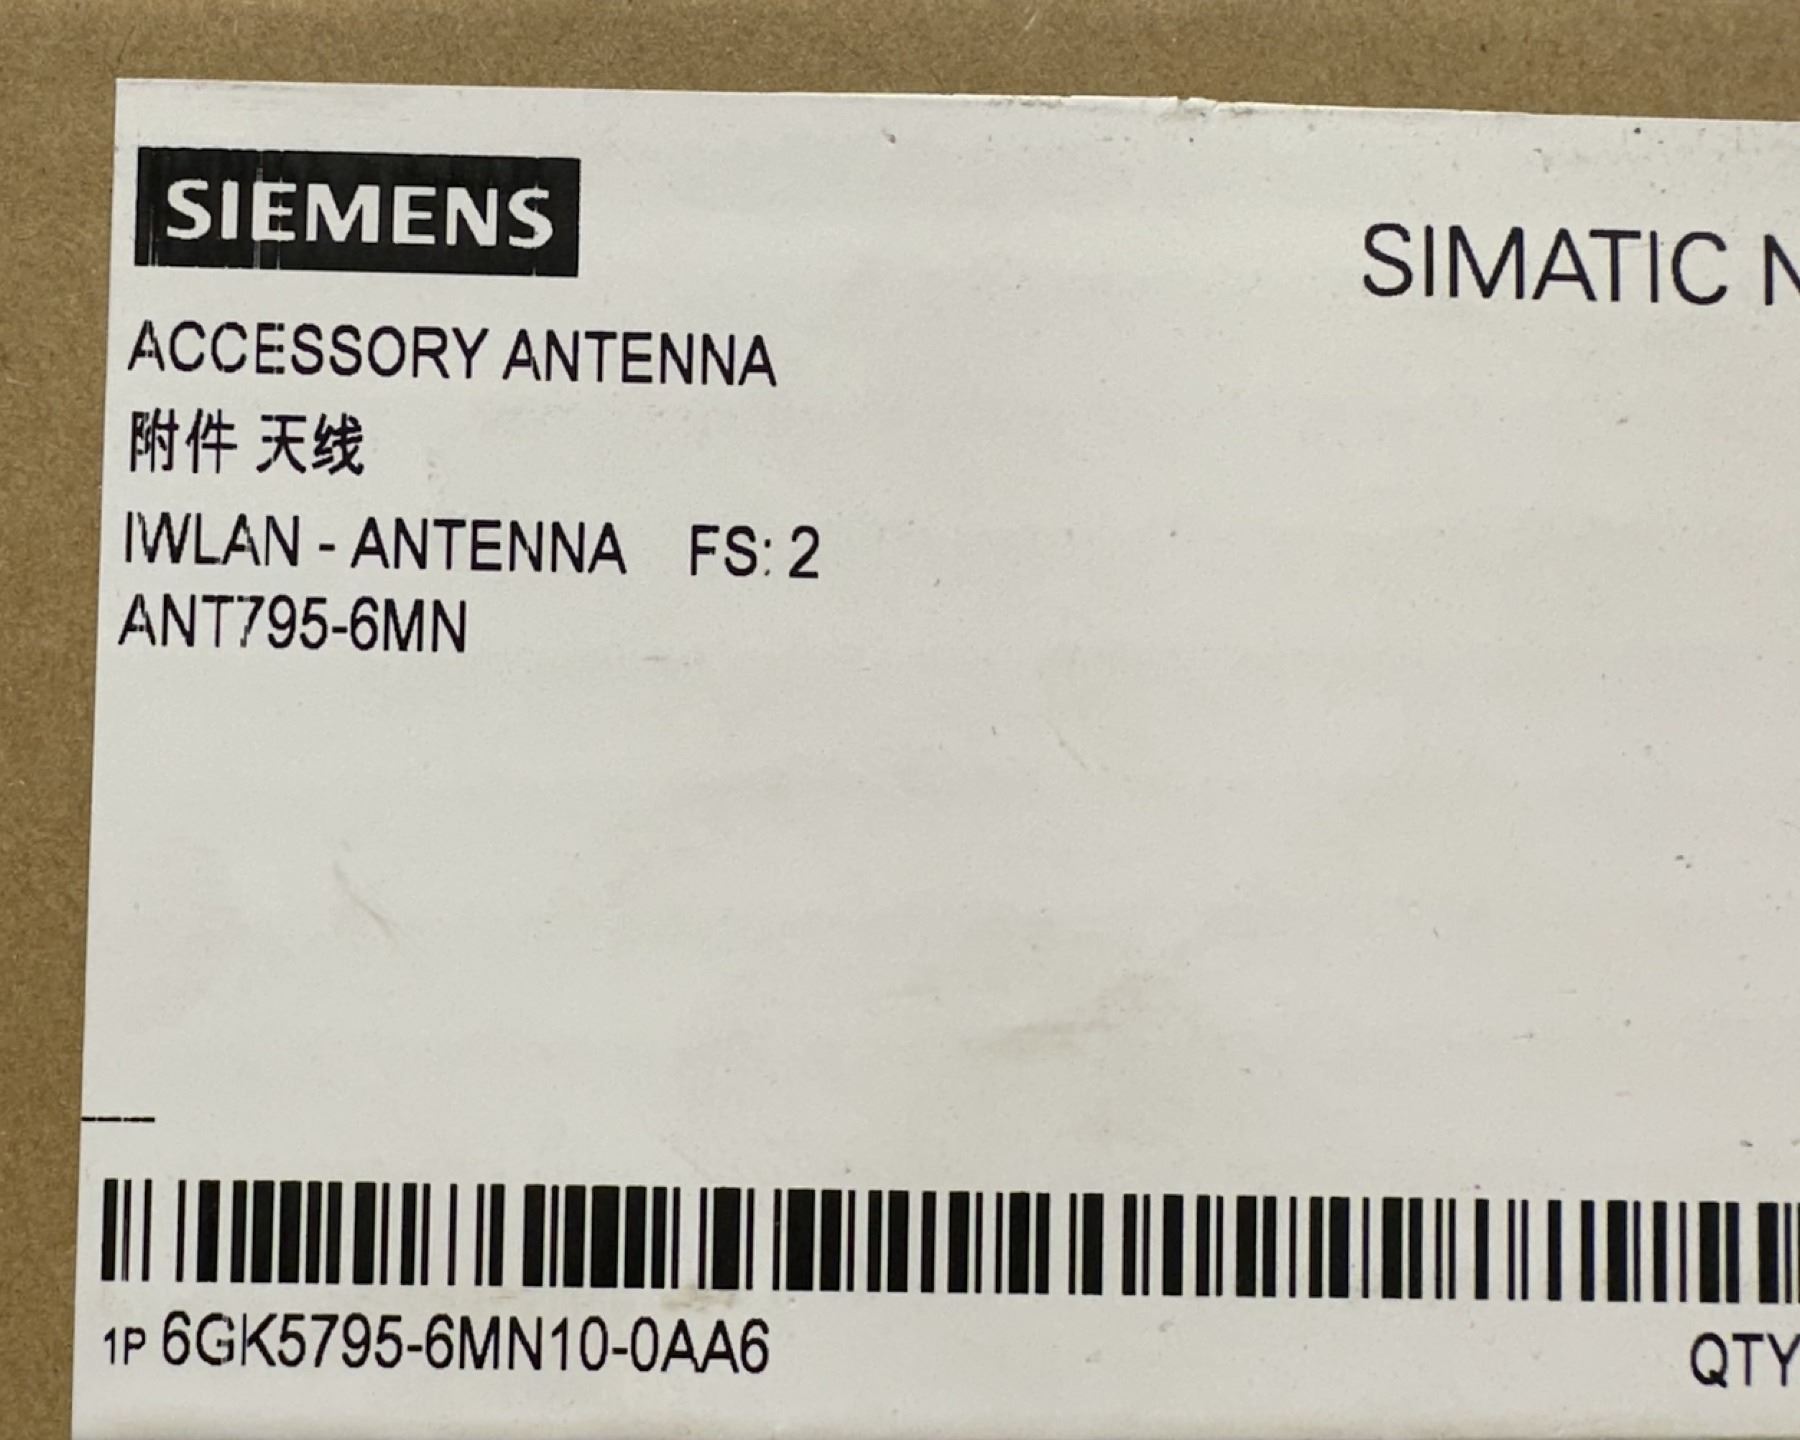 SIEMENS
SIMATIC N
ACCESSORY ANTENNA
附件 天线
IWLAN - ANTENNA FS: 2
ANT795-6MN
1P 6GK5795-6MN10-0AA6
QTY